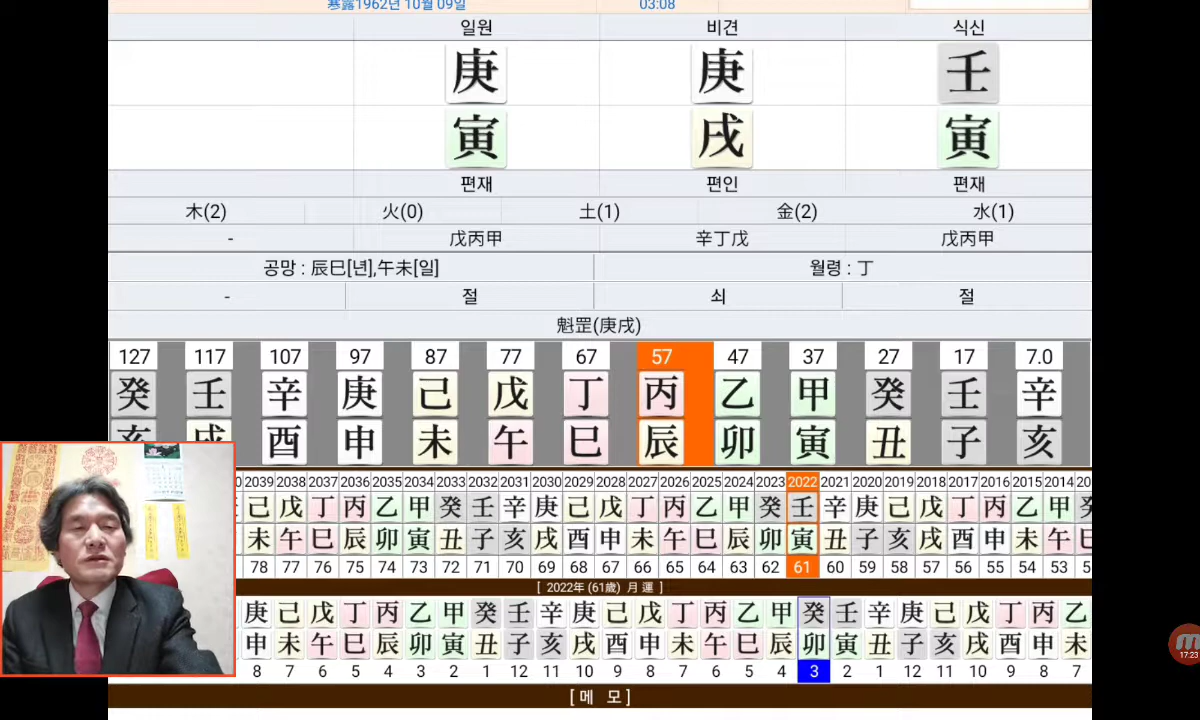 寒露1962년 10월 09일 03:08
일원 비견 식신
庚 庚 壬
寅 戌 寅
편재 편인 편재
木(2) 火(0) 土(1) 金(2) 水(1)
- 戊丙甲 辛丁戊 戊丙甲
공망 : 辰巳[년],午未[일] 월령 : 丁
- 절 쇠 절
魁罡(庚戌)
127 117 107 97 87 77 67 57 47 37 27 17 7.0
癸 壬 辛 庚 己 戊 丁 丙 乙 甲 癸 壬 辛
亥 戌 酉 申 未 午 巳 辰 卯 寅 丑 子 亥
2039 2038 2037 2036 2035 2034 2033 2032 2031 2030 2029 2028 2027 2026 2025 2024 2023 2022 2021 2020 2019 2018 2017 2016 2015 2014
己 戊 丁 丙 乙 甲 癸 壬 辛 庚 己 戊 丁 丙 乙 甲 癸 壬 辛 庚 己 戊 丁 丙 乙 甲
未 午 巳 辰 卯 寅 丑 子 亥 戌 酉 申 未 午 巳 辰 卯 寅 丑 子 亥 戌 酉 申 未 午
78 77 76 75 74 73 72 71 70 69 68 67 66 65 64 63 62 61 60 59 58 57 56 55 54 53
[ 2022년 (61歲) 月 運 ]
庚 己 戊 丁 丙 乙 甲 癸 壬 辛 庚 己 戊 丁 丙 乙 甲 癸 壬 辛 庚 己 戊 丁 丙 乙
申 未 午 巳 辰 卯 寅 丑 子 亥 戌 酉 申 未 午 巳 辰 卯 寅 丑 子 亥 戌 酉 申 未
8 7 6 5 4 3 2 1 12 11 10 9 8 7 6 5 4 3 2 1 12 11 10 9 8 7
[ 메 모 ]
17:23